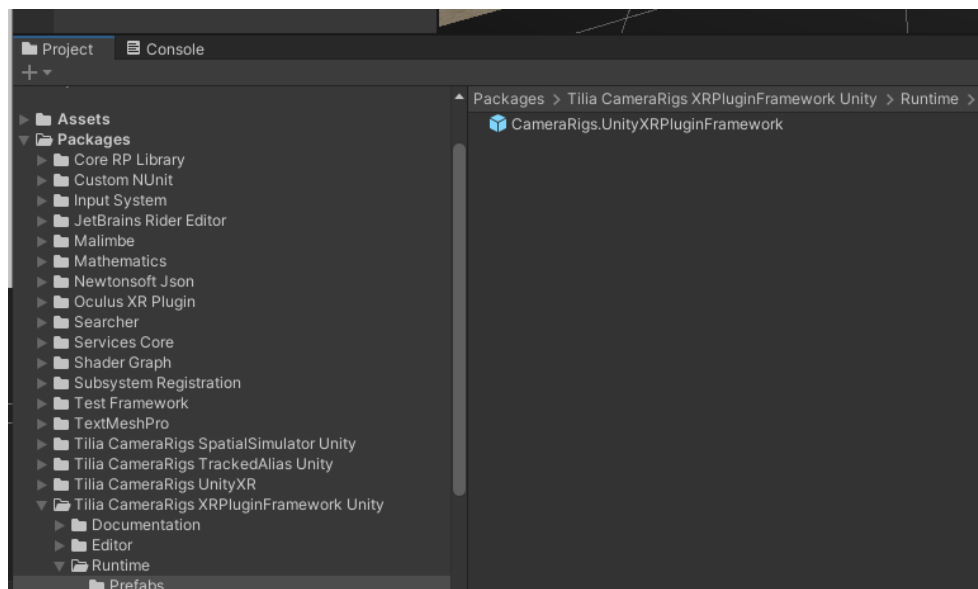 Project Console
Packages > Tilia CameraRigs XRPluginFramework Unity > Runtime >
Assets
CameraRigs.UnityXRPluginFramework
Packages
Core RP Library
Custom NUnit
Input System
JetBrains Rider Editor
Malimbe
Mathematics
Newtonsoft Json
Oculus XR Plugin
Searcher
Services Core
Shader Graph
Subsystem Registration
Test Framework
TextMeshPro
Tilia CameraRigs SpatialSimulator Unity
Tilia CameraRigs TrackedAlias Unity
Tilia CameraRigs UnityXR
Tilia CameraRigs XRPluginFramework Unity
Documentation
Editor
Runtime
Prefabs